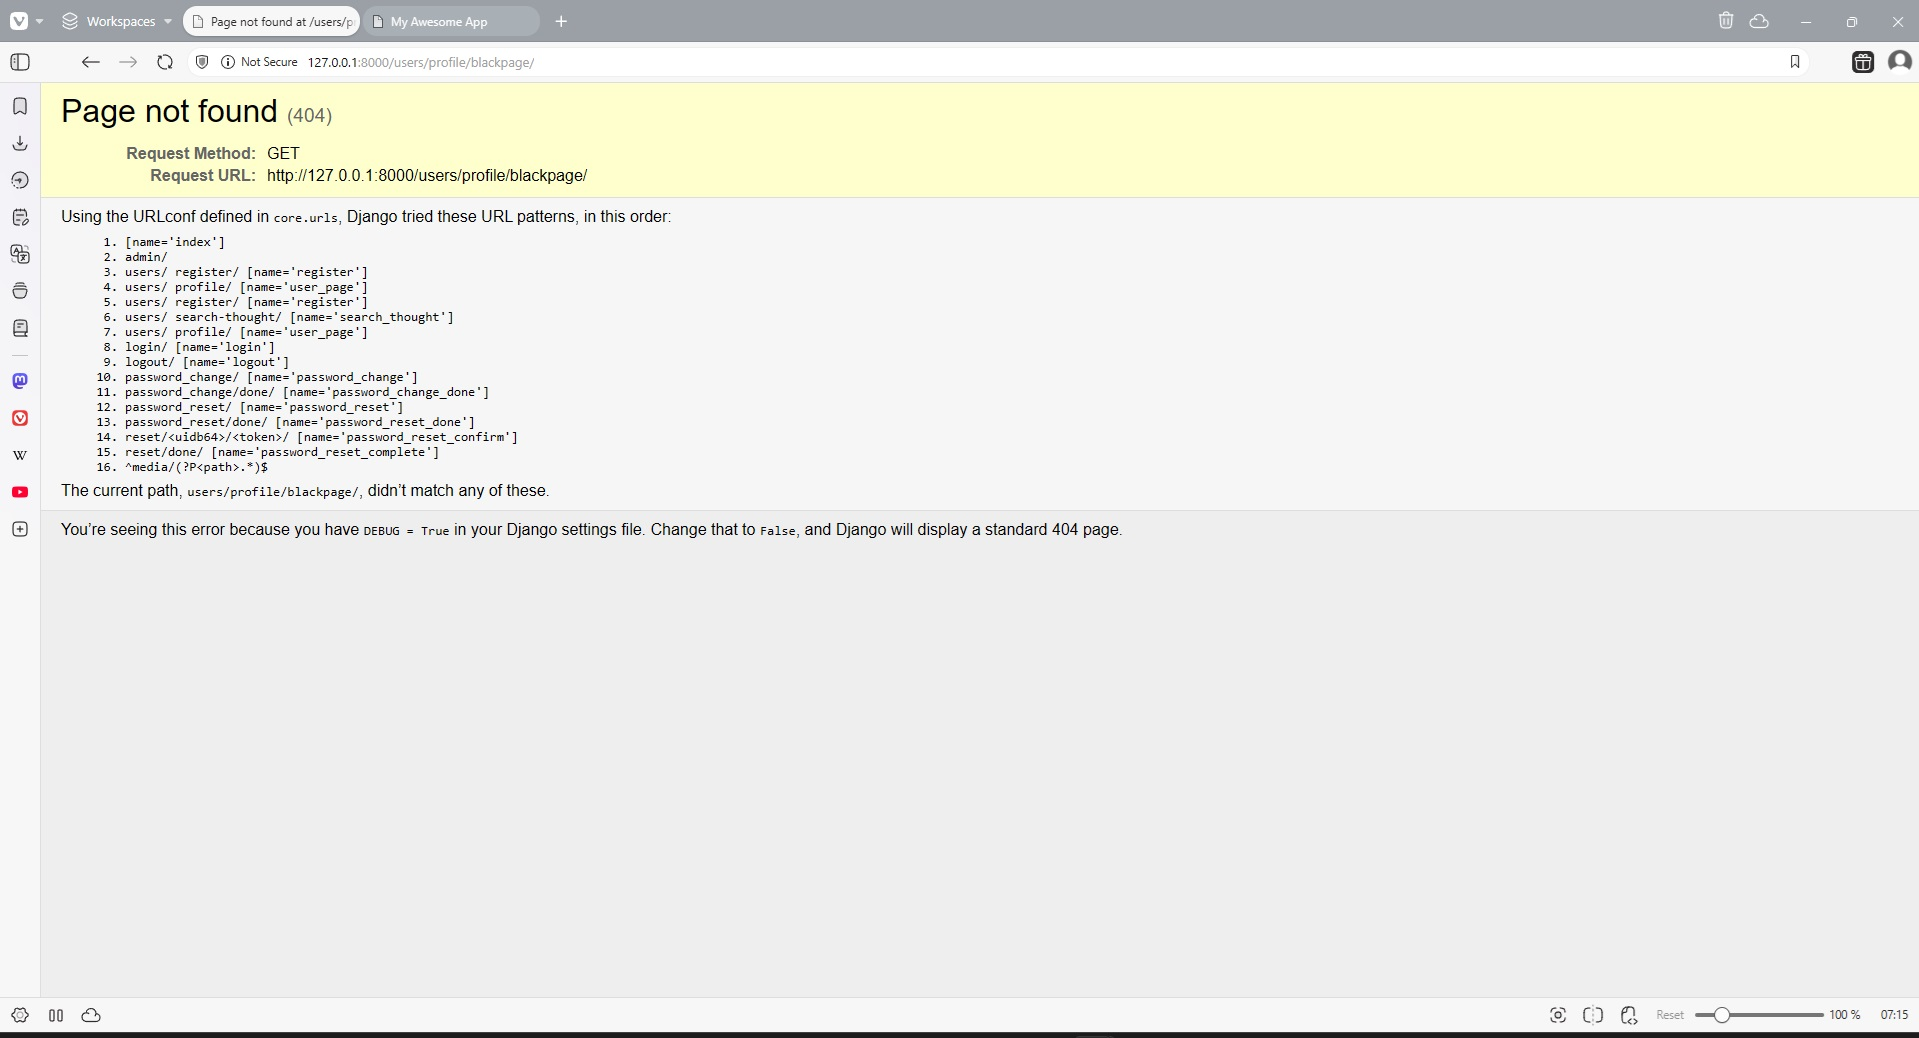 Workspaces
Page not found at /users/p
My Awesome App
Not Secure 127.0.0.1:8000/users/profile/blackpage/
Page not found (404)
Request Method: GET
Request URL: http://127.0.0.1:8000/users/profile/blackpage/
Using the URLconf defined in core.urls, Django tried these URL patterns, in this order:
1. [name='index']
2. admin/
3. users/ register/ [name='register']
4. users/ profile/ [name='user_page']
5. users/ register/ [name='register']
6. users/ search-thought/ [name='search_thought']
7. users/ profile/ [name='user_page']
8. login/ [name='login']
9. logout/ [name='logout']
10. password_change/ [name='password_change']
11. password_change/done/ [name='password_change_done']
12. password_reset/ [name='password_reset']
13. password_reset/done/ [name='password_reset_done']
14. reset/<uidb64>/<token>/ [name='password_reset_confirm']
15. reset/done/ [name='password_reset_complete']
16. ^media/(?P<path>.*)$
The current path, users/profile/blackpage/, didn’t match any of these.
You’re seeing this error because you have DEBUG = True in your Django settings file. Change that to False, and Django will display a standard 404 page.
W
Reset 100 % 07:15